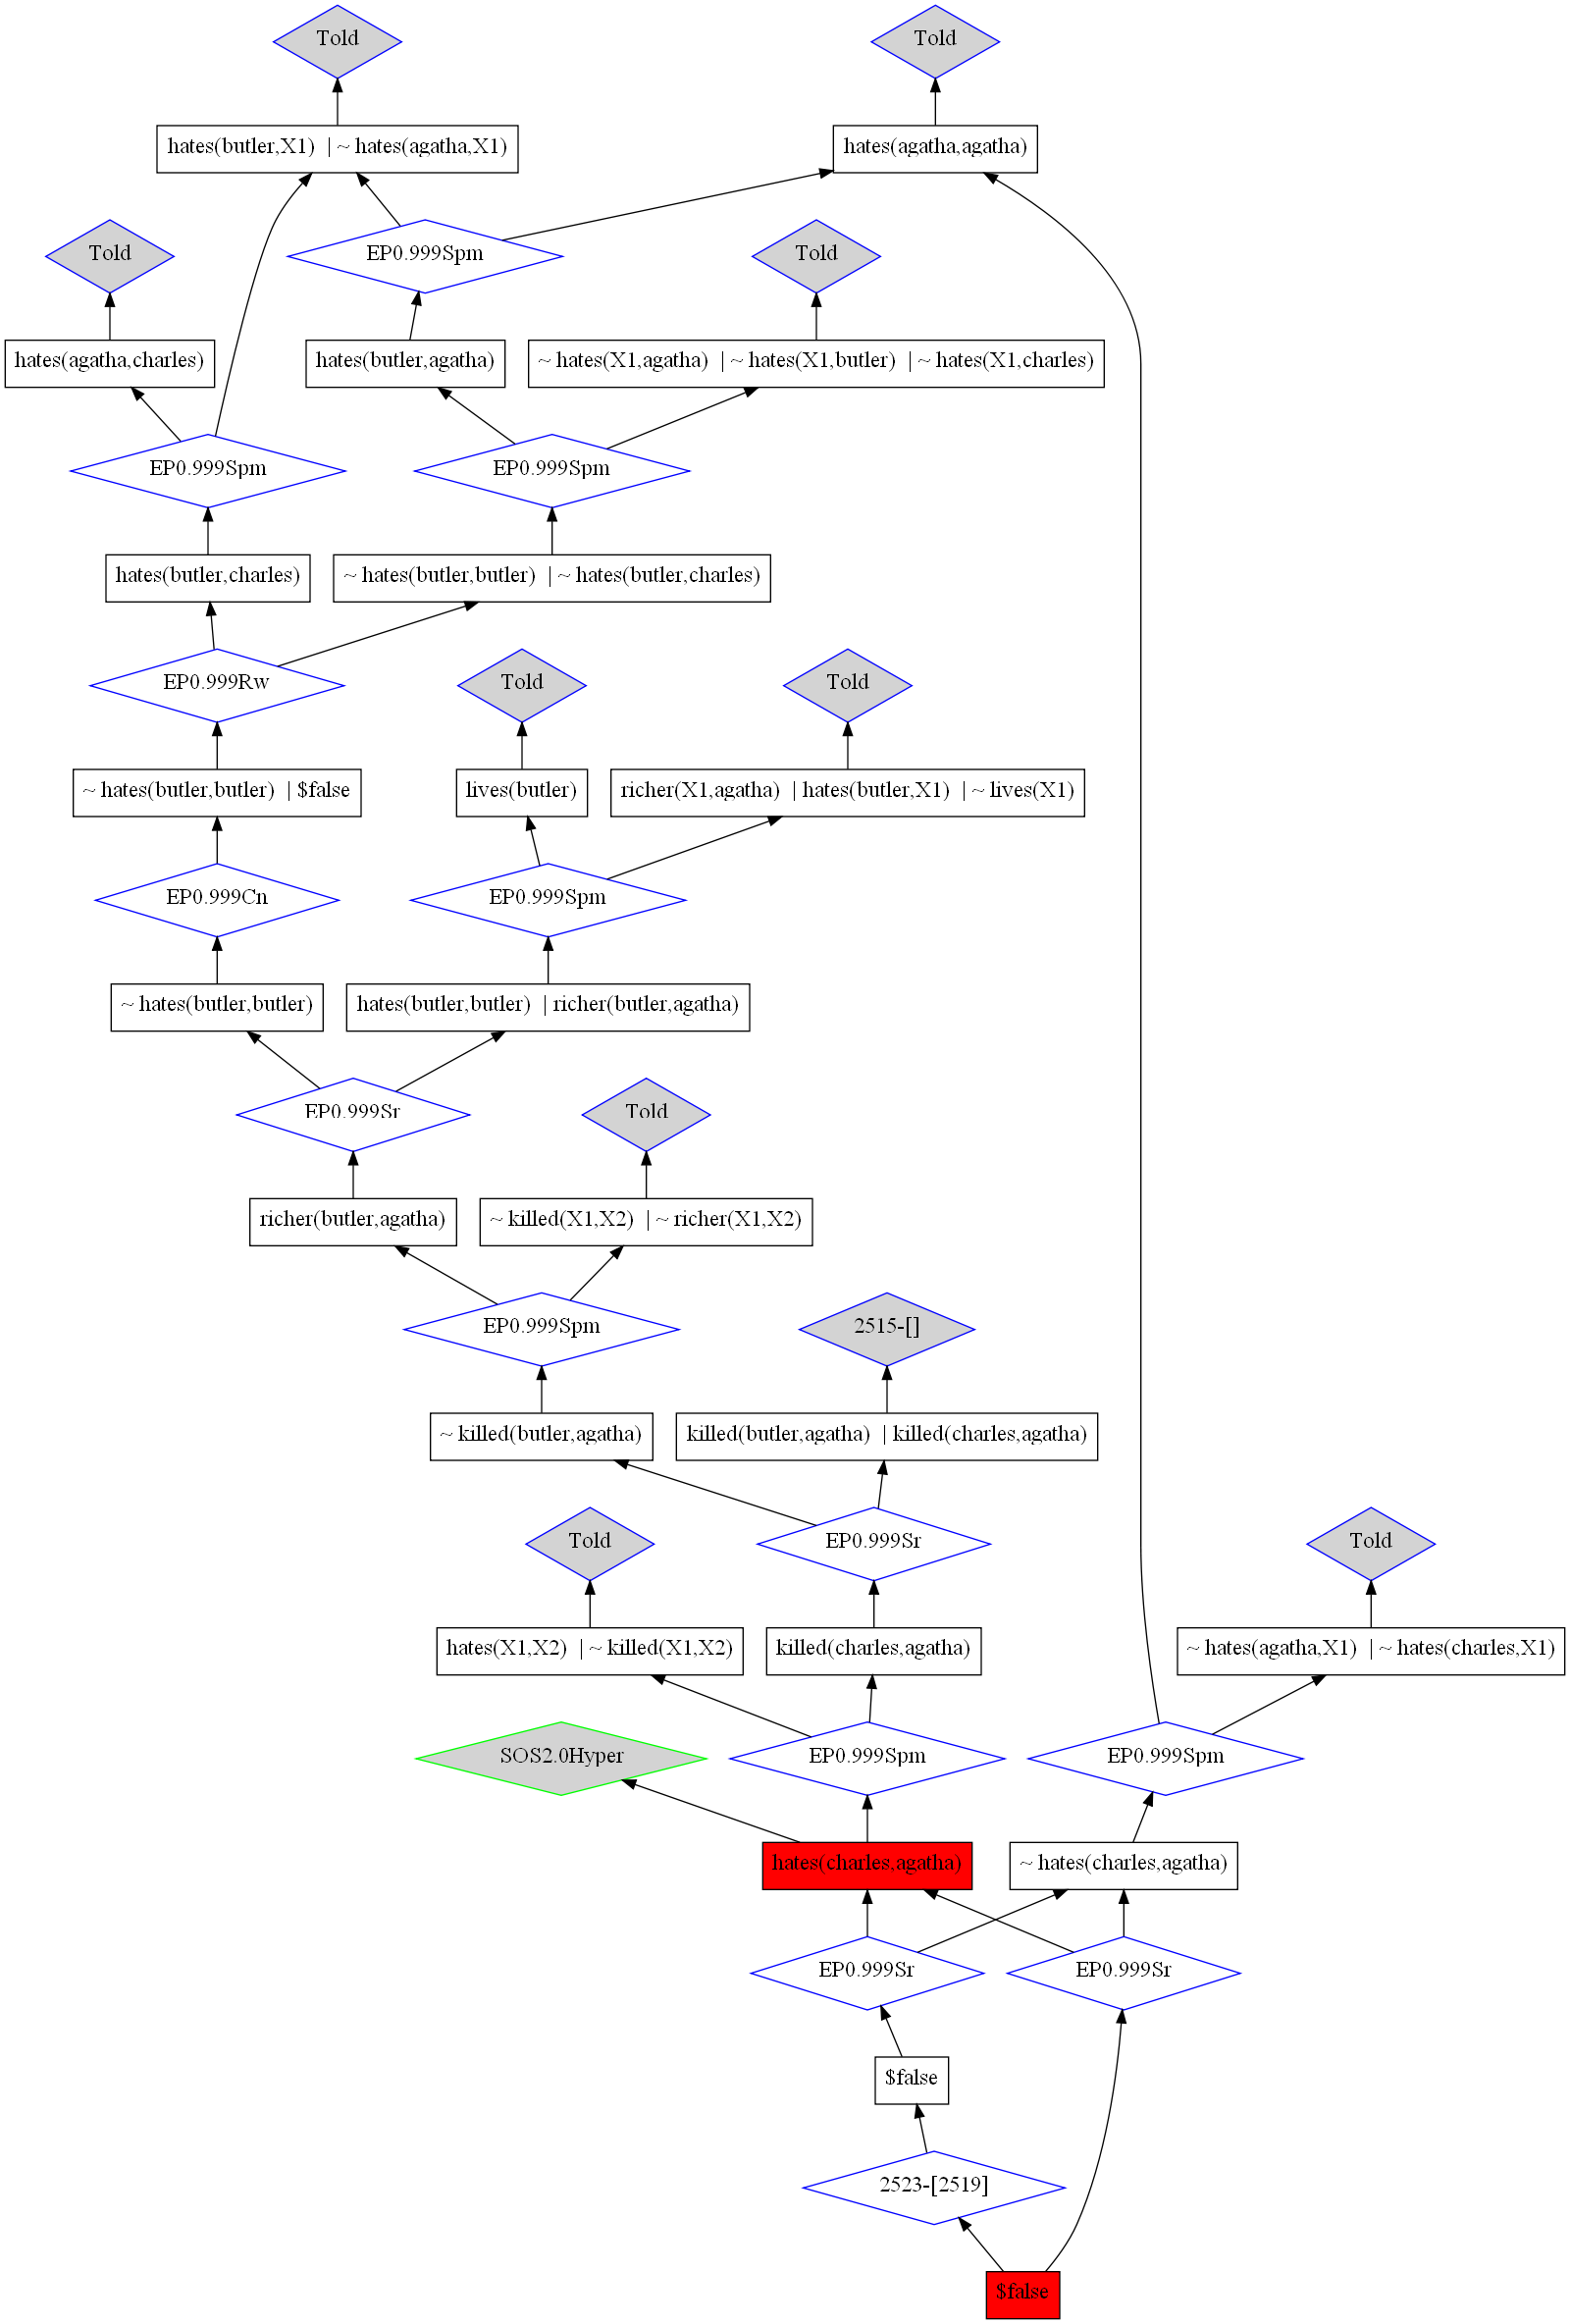 Told
Told
hates(butler,X1) | ~ hates(agatha,X1)
hates(agatha,agatha)
Told
EP0.999Spm
Told
hates(agatha,charles)
hates(butler,agatha)
~ hates(X1,agatha) | ~ hates(X1,butler) | ~ hates(X1,charles)
EP0.999Spm
EP0.999Spm
hates(butler,charles)
~ hates(butler,butler) | ~ hates(butler,charles)
EP0.999Rw
Told
Told
~ hates(butler,butler) | $false
lives(butler)
richer(X1,agatha) | hates(butler,X1) | ~ lives(X1)
EP0.999Cn
EP0.999Spm
~ hates(butler,butler)
hates(butler,butler) | richer(butler,agatha)
EP0.999Sr
Told
richer(butler,agatha)
~ killed(X1,X2) | ~ richer(X1,X2)
EP0.999Spm
2515-[]
~ killed(butler,agatha)
killed(butler,agatha) | killed(charles,agatha)
Told
EP0.999Sr
Told
hates(X1,X2) | ~ killed(X1,X2)
killed(charles,agatha)
~ hates(agatha,X1) | ~ hates(charles,X1)
SOS2.0Hyper
EP0.999Spm
EP0.999Spm
hates(charles,agatha)
~ hates(charles,agatha)
EP0.999Sr
EP0.999Sr
$false
2523-[2519]
$false